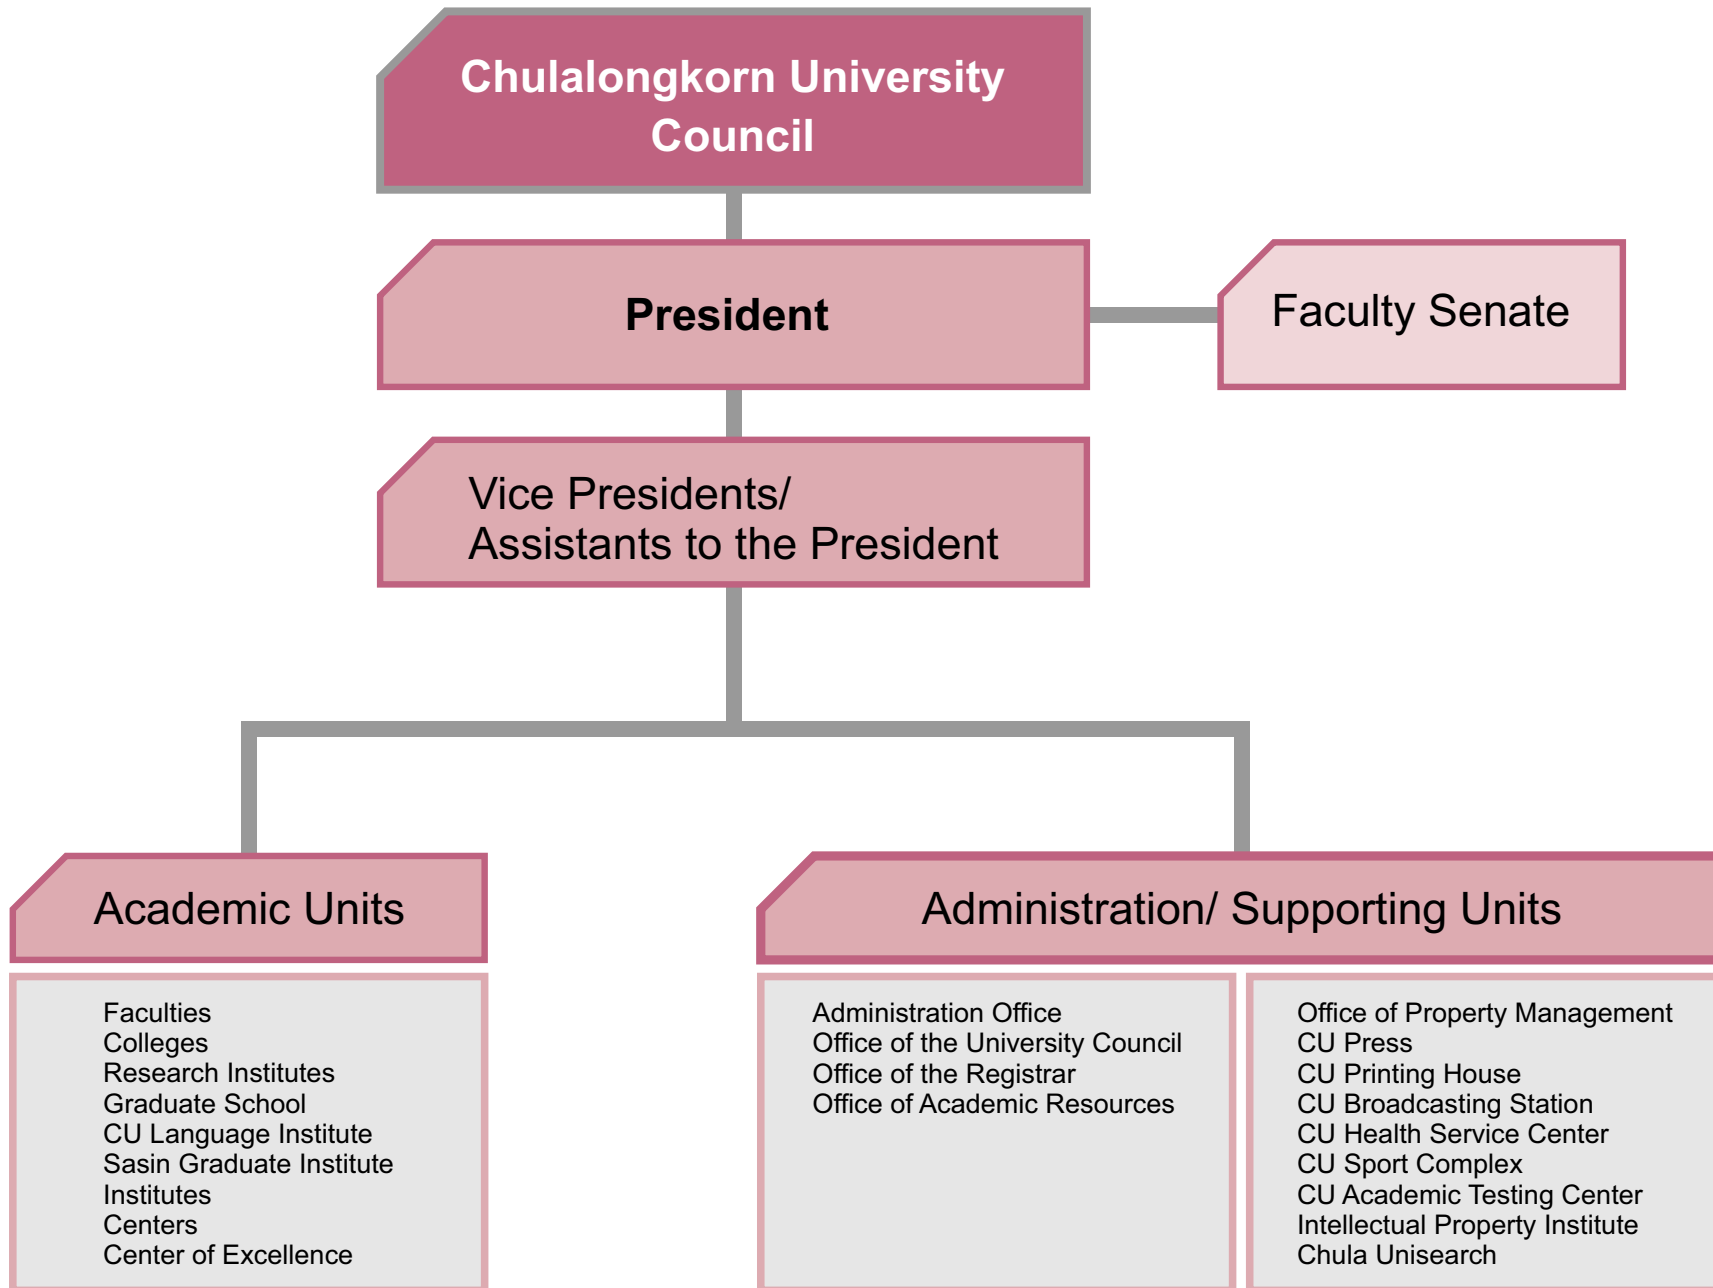 Chulalongkorn University
Council
President
Faculty Senate
Vice Presidents/
Assistants to the President
Academic Units
Administration/ Supporting Units
Faculties
Colleges
Research Institutes
Graduate School
CU Language Institute
Sasin Graduate Institute
Institutes
Centers
Center of Excellence
Administration Office
Office of the University Council
Office of the Registrar
Office of Academic Resources
Office of Property Management
CU Press
CU Printing House
CU Broadcasting Station
CU Health Service Center
CU Sport Complex
CU Academic Testing Center
Intellectual Property Institute
Chula Unisearch